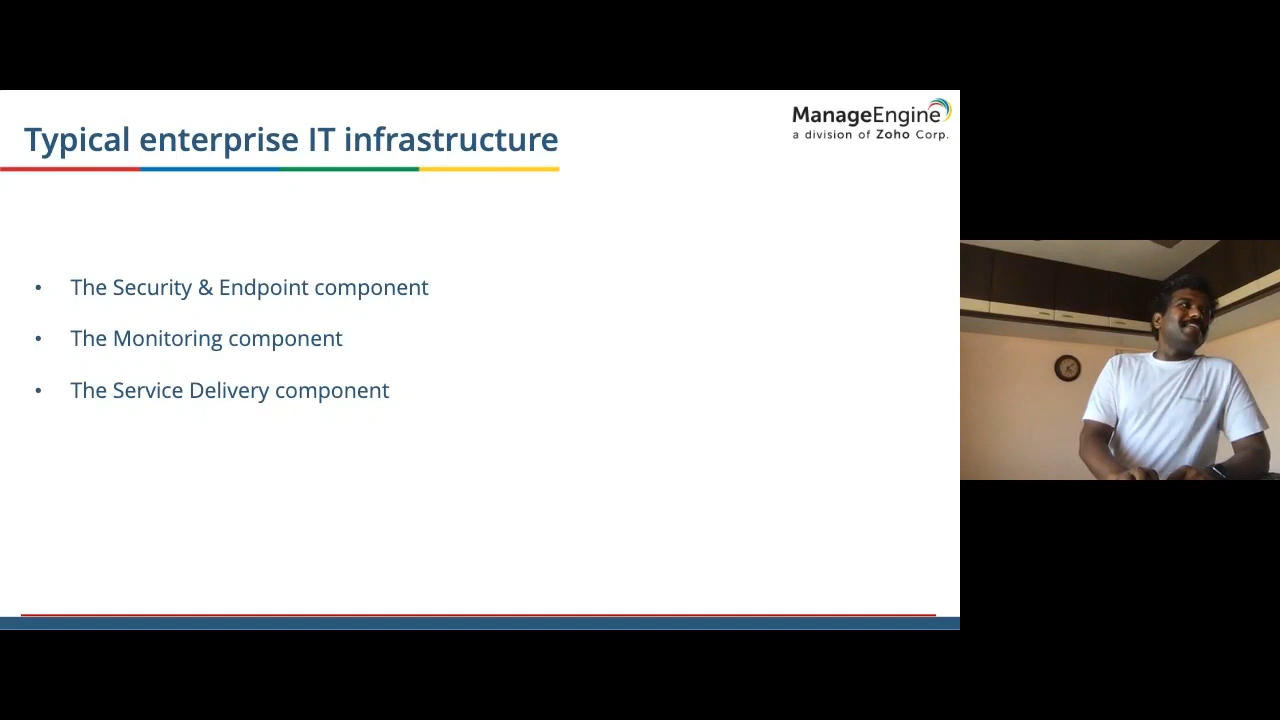 Typical enterprise IT infrastructure
ManageEngine
a division of Zoho Corp.
• The Security & Endpoint component
• The Monitoring component
• The Service Delivery component